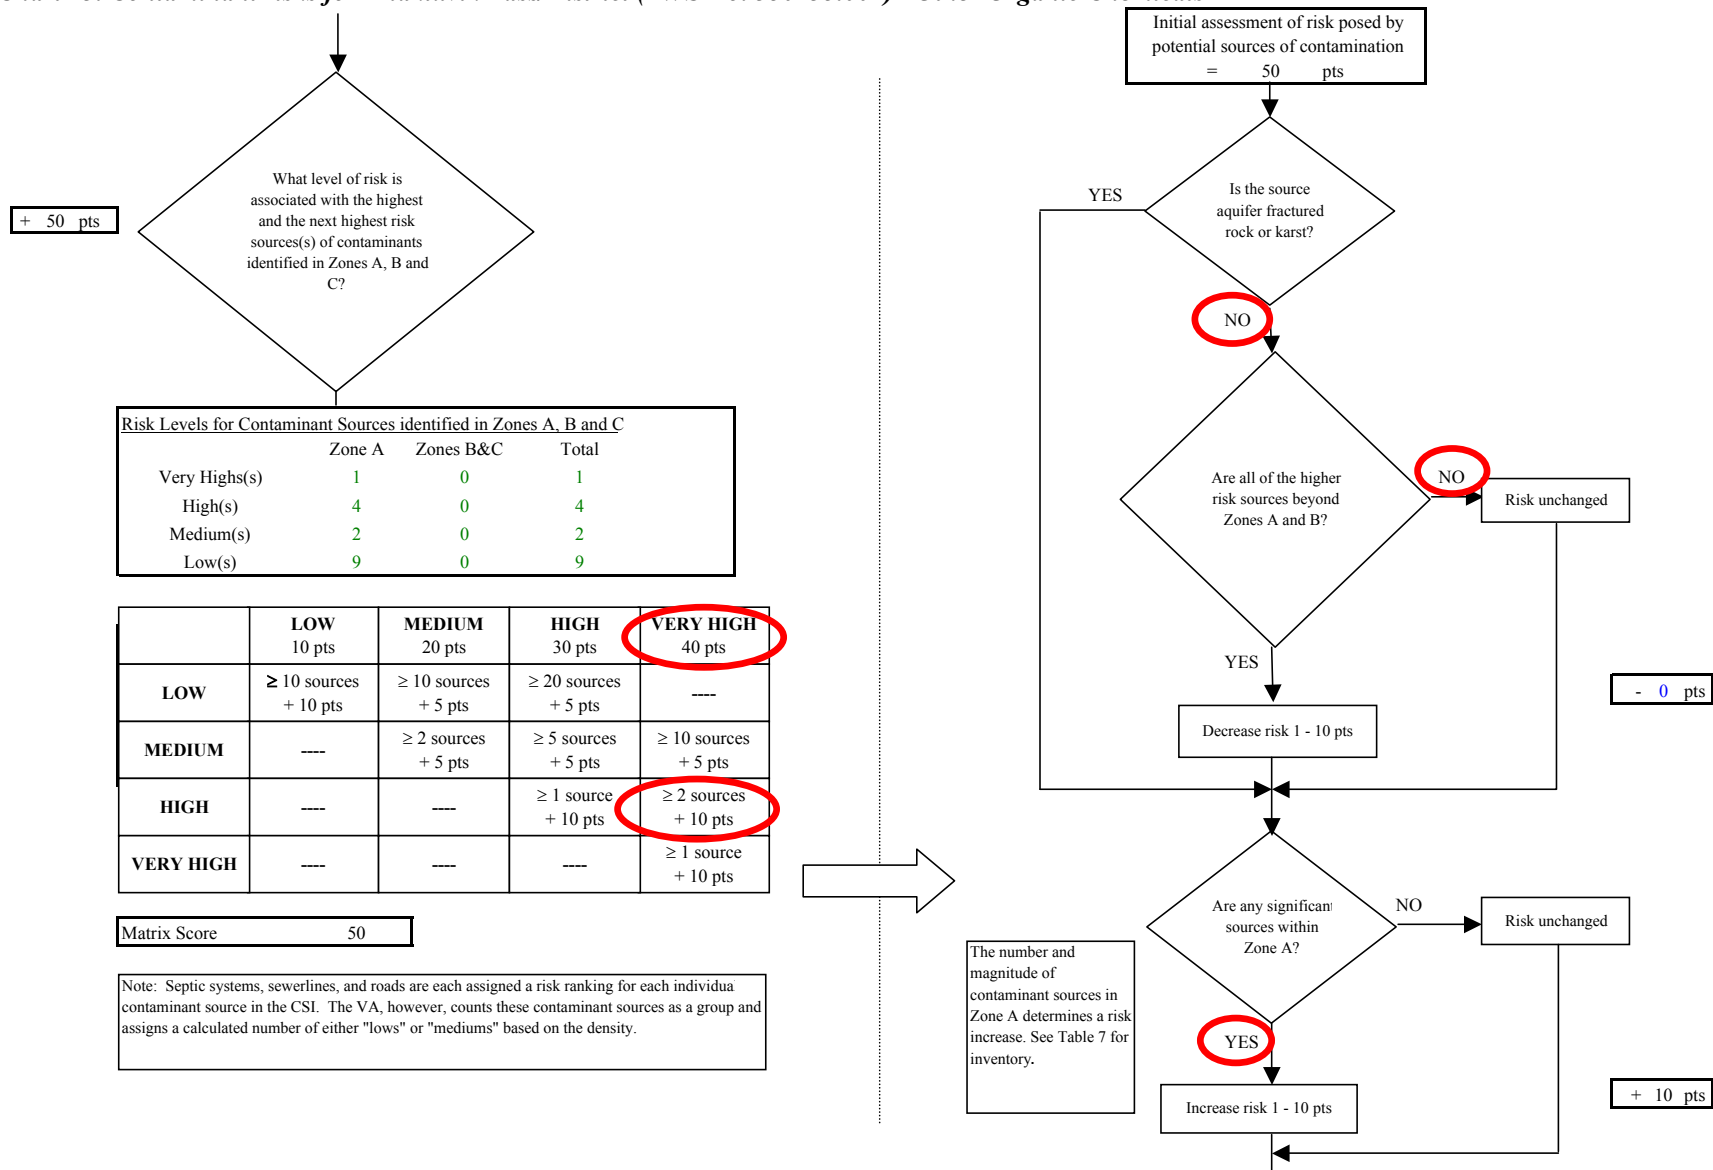 What level of risk is
associated with the highest
and the next highest risk
sources(s) of contaminants
identified in Zones A, B and
C?
+ 50 pts
Risk Levels for Contaminant Sources identified in Zones A, B and C
Zone A Zones B&C Total
Very Highs(s) 1 0 1
High(s) 4 0 4
Medium(s) 2 0 2
Low(s) 9 0 9
LOW MEDIUM HIGH VERY HIGH
10 pts 20 pts 30 pts 40 pts
LOW ≥ 10 sources + 10 pts ≥ 10 sources + 5 pts ≥ 20 sources + 5 pts ----
MEDIUM ---- ≥ 2 sources + 5 pts ≥ 5 sources + 5 pts ≥ 10 sources + 5 pts
HIGH ---- ---- ≥ 1 source + 10 pts ≥ 2 sources + 10 pts
VERY HIGH ---- ---- ---- ≥ 1 source + 10 pts
Matrix Score 50
Note: Septic systems, sewerlines, and roads are each assigned a risk ranking for each individua
contaminant source in the CSI. The VA, however, counts these contaminant sources as a group and
assigns a calculated number of either "lows" or "mediums" based on the density.
Initial assessment of risk posed by
potential sources of contamination
= 50 pts
Is the source
aquifer fractured
rock or karst?
YES
NO
Are all of the higher
risk sources beyond
Zones A and B?
NO
Risk unchanged
YES
Decrease risk 1 - 10 pts
- 0 pts
Are any significant
sources within
Zone A?
NO
Risk unchanged
The number and
magnitude of
contaminant sources in
Zone A determines a risk
increase. See Table 7 for
inventory.
YES
Increase risk 1 - 10 pts
+ 10 pts